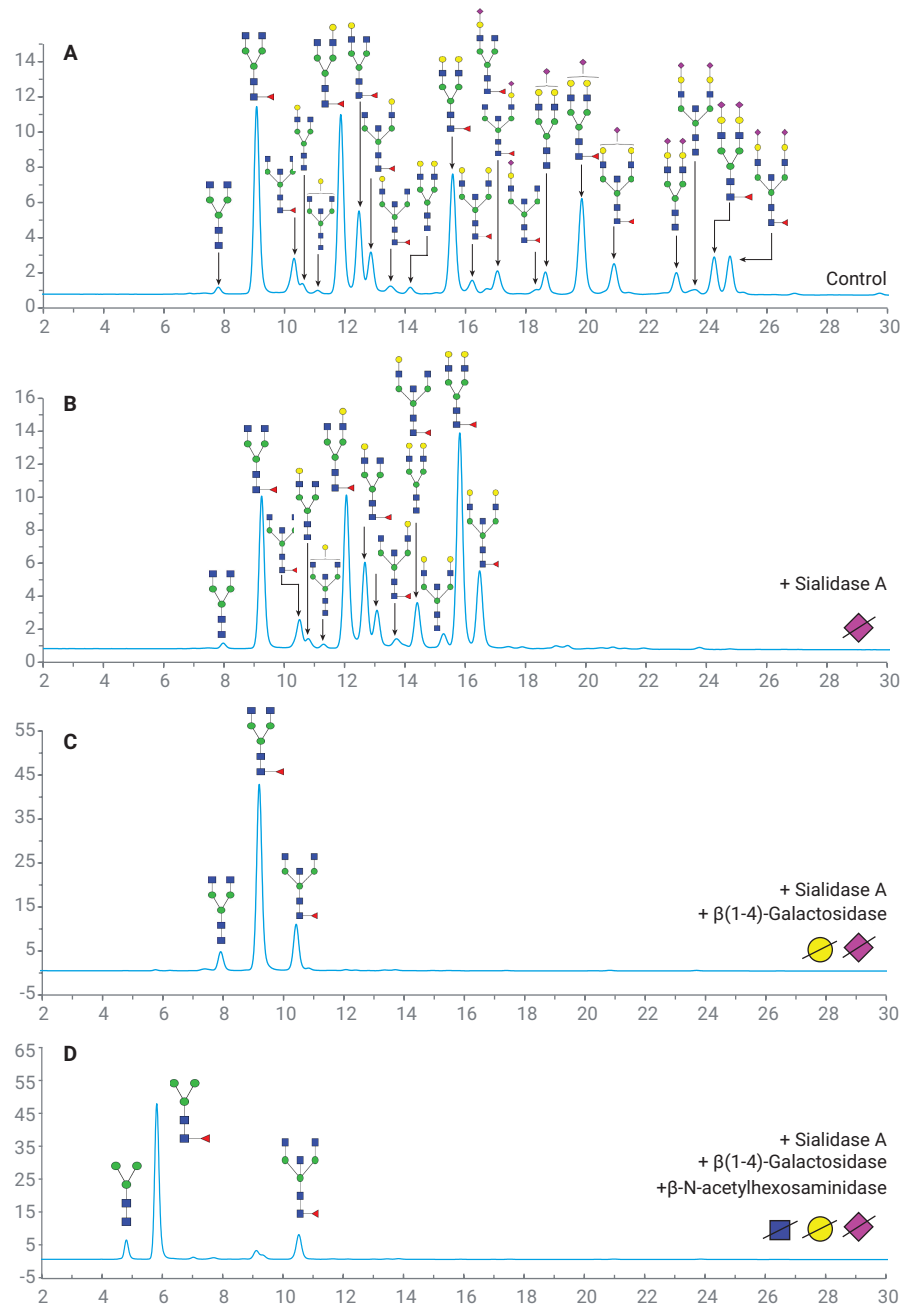 A
14
12
10
8
6
4
2
0
Control
2 4 6 8 10 12 14 16 18 20 22 24 26 28 30
B
16
14
12
10
8
6
4
2
0
+ Sialidase A
2 4 6 8 10 12 14 16 18 20 22 24 26 28 30
C
55
45
35
25
15
5
-5
+ Sialidase A
+ β(1-4)-Galactosidase
2 4 6 8 10 12 14 16 18 20 22 24 26 28 30
D
65
55
45
35
25
15
5
-5
+ Sialidase A
+ β(1-4)-Galactosidase
+β-N-acetylhexosaminidase
2 4 6 8 10 12 14 16 18 20 22 24 26 28 30